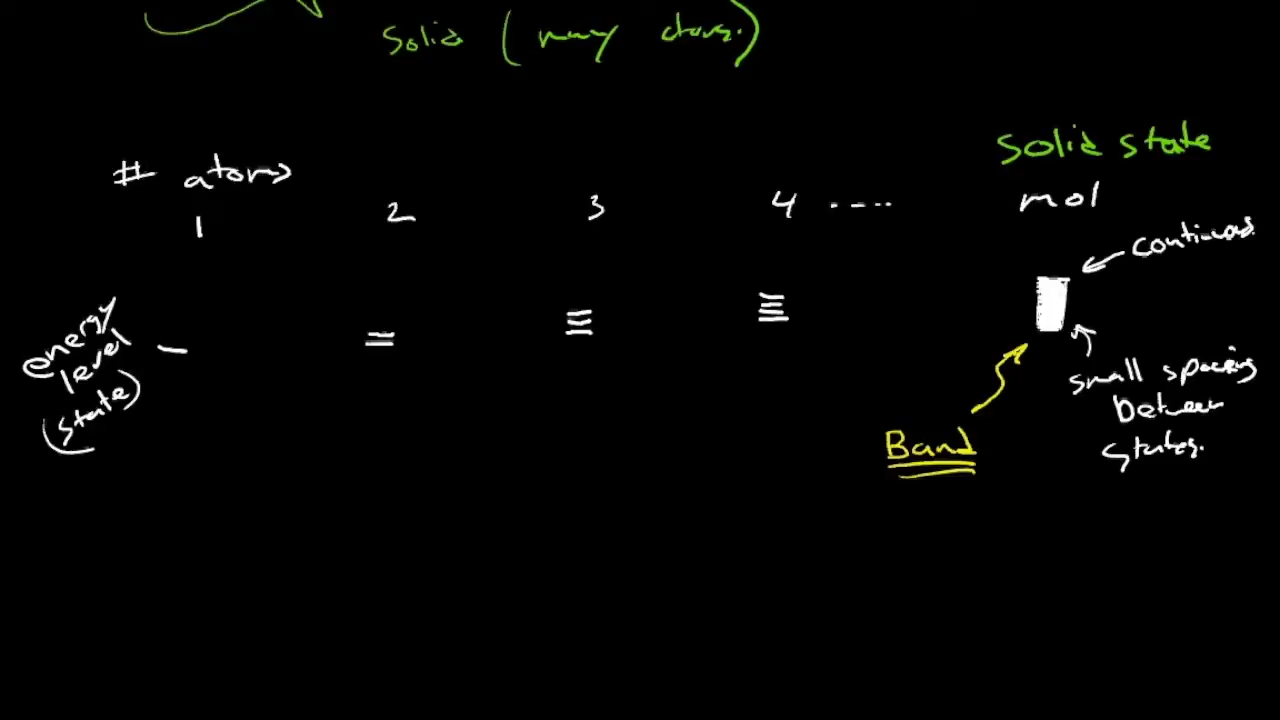 Solid (many atoms.)
Solid state
# atoms
1 2 3 4 .... mol
energy
level
(state)
small spacing
between
states.
Band